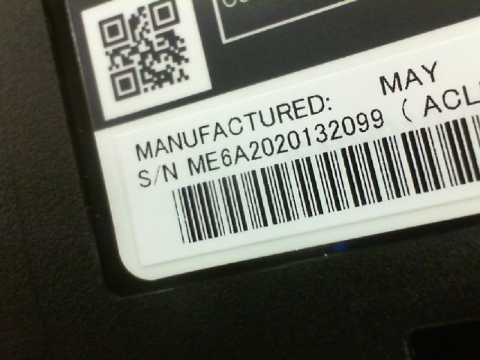 MANUFACTURED: MAY
S/N ME6A2020132099 (ACL